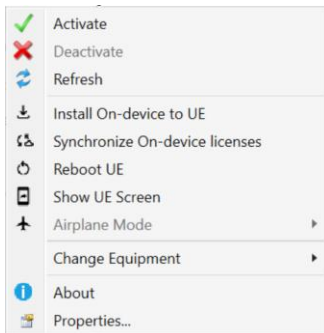 Activate
Deactivate
Refresh
Install On-device to UE
Synchronize On-device licenses
Reboot UE
Show UE Screen
Airplane Mode
Change Equipment
About
Properties...